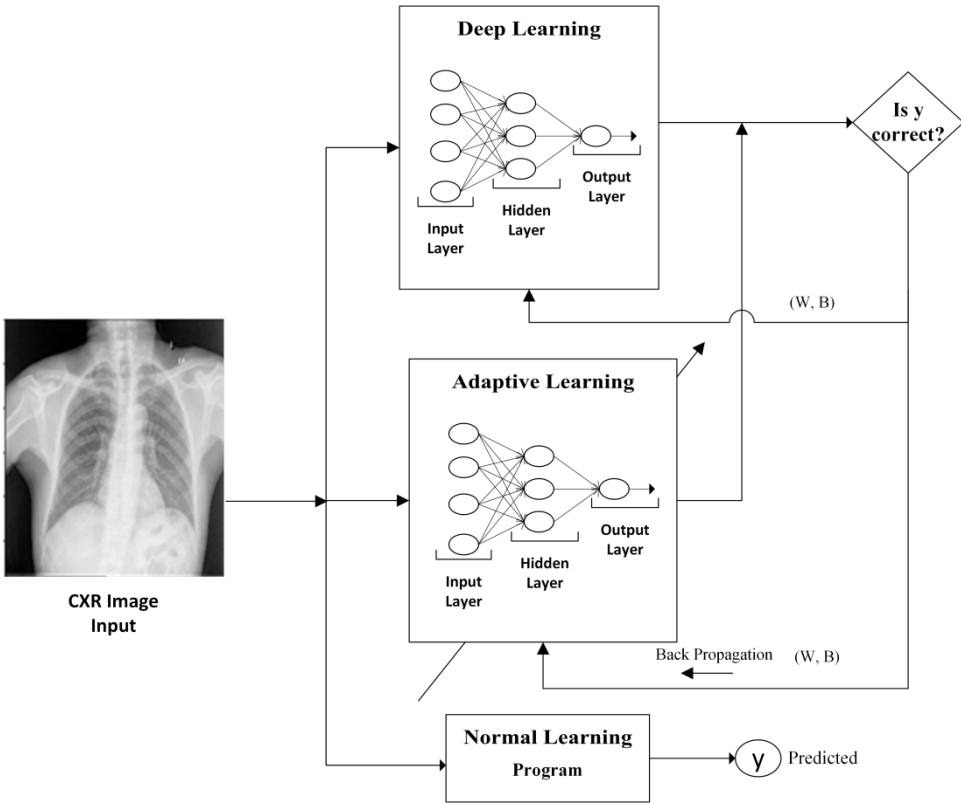 Deep Learning
Input
Layer
Hidden
Layer
Output
Layer
Is y
correct?
(W, B)
CXR Image
Input
Adaptive Learning
Input
Layer
Hidden
Layer
Output
Layer
Back Propagation
(W, B)
Normal Learning
Program
y
Predicted